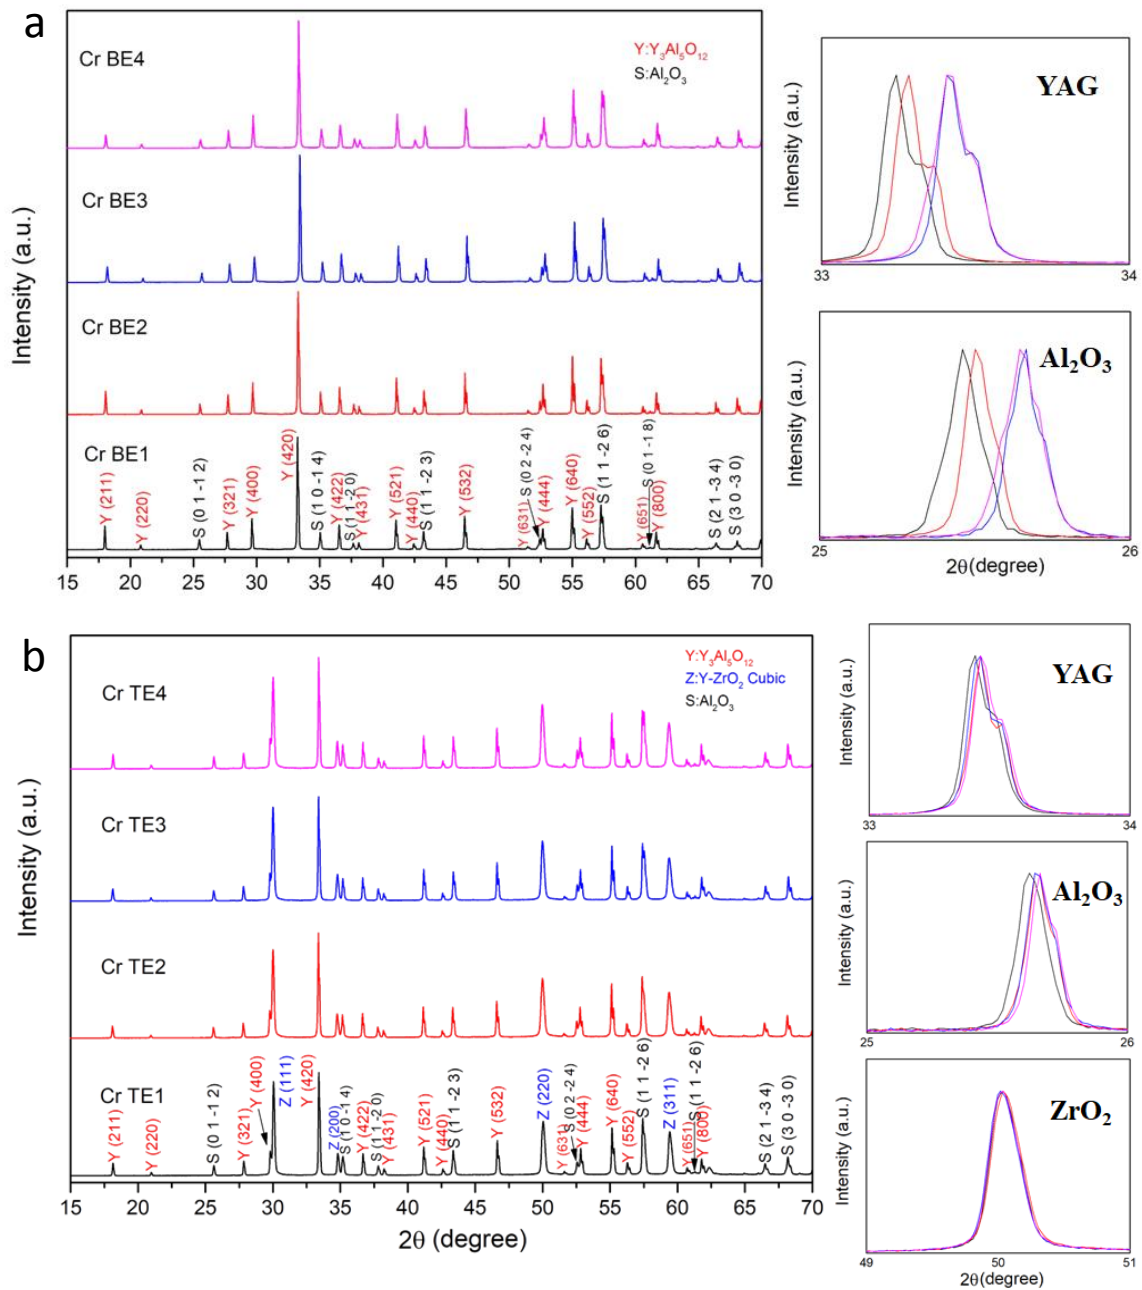 a
Cr BE4
Y:Y₃Al₅O₁₂
S:Al₂O₃
Cr BE3
Cr BE2
Cr BE1
Y (211)
Y (220)
S (0 1 -1 2)
Y (321)
Y (400)
Y (420)
S (1 0 -1 4)
Y (422)
S (1 1 -2 0)
Y (431)
Y (521)
Y (440)
S (1 1 -2 3)
Y (532)
Y (631)
S (0 2 -2 4)
Y (444)
Y (640)
Y (552)
S (1 1 -2 6)
Y (651)
S (0 1 -1 8)
Y (800)
S (2 1 -3 4)
S (3 0 -3 0)
Intensity (a.u.)
15 20 25 30 35 40 45 50 55 60 65 70
YAG
Intensity (a.u.)
33 34
Al₂O₃
Intensity (a.u.)
25 26
2θ(degree)
b
Cr TE4
Y:Y₃Al₅O₁₂
Z:Y-ZrO₂ Cubic
S:Al₂O₃
Cr TE3
Cr TE2
Cr TE1
Y (211)
Y (220)
S (0 1 -1 2)
Y (321)
Y (400)
Z (111)
Y (420)
Z (200)
S (1 0 -1 4)
Y (422)
S (1 1 -2 0)
Y (431)
Y (521)
Y (440)
S (1 1 -2 3)
Y (532)
Z (220)
Y (631)
S (0 2 -2 4)
Y (444)
Y (640)
Y (552)
S (1 1 -2 6)
Z (311)
Y (651)
S (1 1 -2 6)
Y (800)
S (2 1 -3 4)
S (3 0 -3 0)
Intensity (a.u.)
15 20 25 30 35 40 45 50 55 60 65 70
2θ (degree)
YAG
Intensity (a.u.)
33 34
Al₂O₃
Intensity (a.u.)
25 26
ZrO₂
Intensity (a.u.)
49 50 51
2θ(degree)